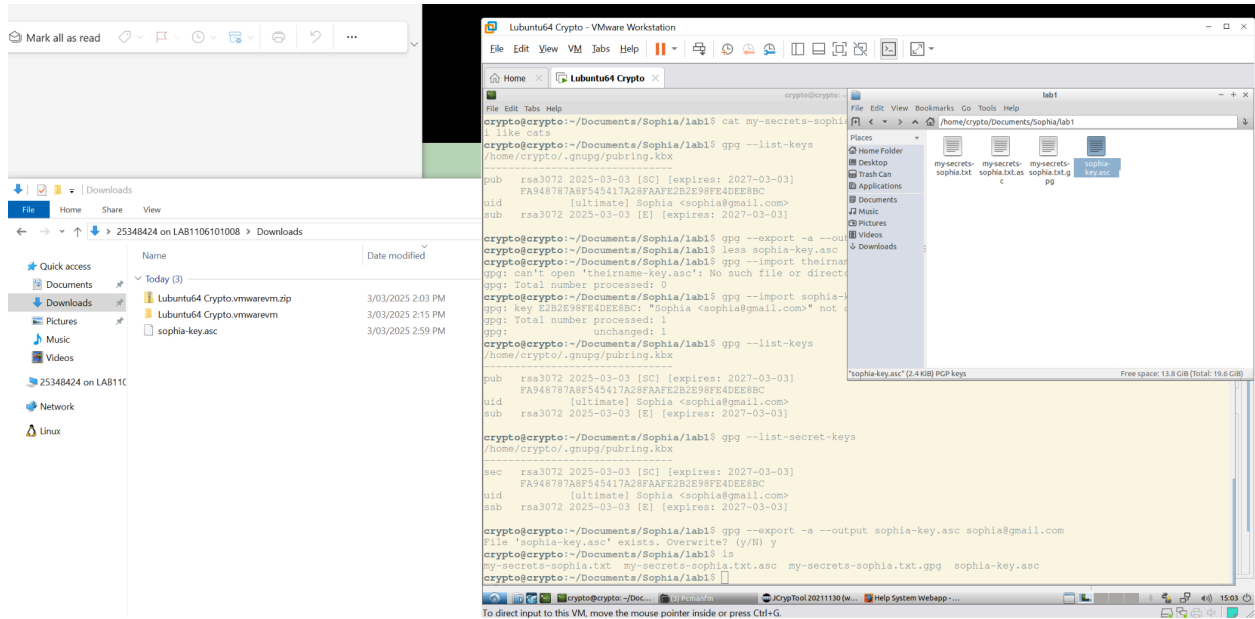 Mark all as read
Downloads
File Home Share View
25348424 on LAB1106101008 > Downloads
Name Date modified
Quick access
Documents
Downloads
Pictures
Music
Videos
25348424 on LAB110
Network
Linux
Today (3)
Lubuntu64 Crypto.vmwarevm.zip 3/03/2025 2:03 PM
Lubuntu64 Crypto.vmwarevm 3/03/2025 2:15 PM
sophia-key.asc 3/03/2025 2:59 PM
Lubuntu64 Crypto - VMware Workstation
File Edit View VM Tabs Help
Home Lubuntu64 Crypto
crypto@crypto: ~
File Edit Tabs Help
crypto@crypto:~/Documents/Sophia/lab1$ cat my-secrets-sophia
i like cats
crypto@crypto:~/Documents/Sophia/lab1$ gpg --list-keys
/home/crypto/.gnupg/pubring.kbx
-------------------------------
pub rsa3072 2025-03-03 [SC] [expires: 2027-03-03]
FA948787A8F545417A28FAAFE2B2E98FE4DEE8BC
uid [ultimate] Sophia <sophia@gmail.com>
sub rsa3072 2025-03-03 [E] [expires: 2027-03-03]
crypto@crypto:~/Documents/Sophia/lab1$ gpg --export -a --out
crypto@crypto:~/Documents/Sophia/lab1$ less sophia-key.asc
crypto@crypto:~/Documents/Sophia/lab1$ gpg --import theirnam
gpg: can't open 'theirname-key.asc': No such file or directo
gpg: Total number processed: 0
crypto@crypto:~/Documents/Sophia/lab1$ gpg --import sophia-k
gpg: key E2B2E98FE4DEE8BC: "Sophia <sophia@gmail.com>" not c
gpg: Total number processed: 1
gpg: unchanged: 1
crypto@crypto:~/Documents/Sophia/lab1$ gpg --list-keys
/home/crypto/.gnupg/pubring.kbx
-------------------------------
pub rsa3072 2025-03-03 [SC] [expires: 2027-03-03]
FA948787A8F545417A28FAAFE2B2E98FE4DEE8BC
uid [ultimate] Sophia <sophia@gmail.com>
sub rsa3072 2025-03-03 [E] [expires: 2027-03-03]
crypto@crypto:~/Documents/Sophia/lab1$ gpg --list-secret-keys
/home/crypto/.gnupg/pubring.kbx
-------------------------------
sec rsa3072 2025-03-03 [SC] [expires: 2027-03-03]
FA948787A8F545417A28FAAFE2B2E98FE4DEE8BC
uid [ultimate] Sophia <sophia@gmail.com>
ssb rsa3072 2025-03-03 [E] [expires: 2027-03-03]
crypto@crypto:~/Documents/Sophia/lab1$ gpg --export -a --output sophia-key.asc sophia@gmail.com
File 'sophia-key.asc' exists. Overwrite? (y/N) y
crypto@crypto:~/Documents/Sophia/lab1$ ls
my-secrets-sophia.txt my-secrets-sophia.txt.asc my-secrets-sophia.txt.gpg sophia-key.asc
crypto@crypto:~/Documents/Sophia/lab1$
lab1
File Edit View Bookmarks Go Tools Help
/home/crypto/Documents/Sophia/lab1
Places
Home Folder
Desktop
Trash Can
Applications
Documents
Music
Pictures
Videos
Downloads
my-secrets-sophia.txt
my-secrets-sophia.txt.asc
my-secrets-sophia.txt.gpg
sophia-key.asc
"sophia-key.asc" (2.4 KiB) PGP keys Free space: 13.8 GiB (Total: 19.6 GiB)
crypto@crypto: ~/Doc... (3) Pcmanfm JCrypTool 20211130 (w... Help System Webapp -... 15:03
To direct input to this VM, move the mouse pointer inside or press Ctrl+G.